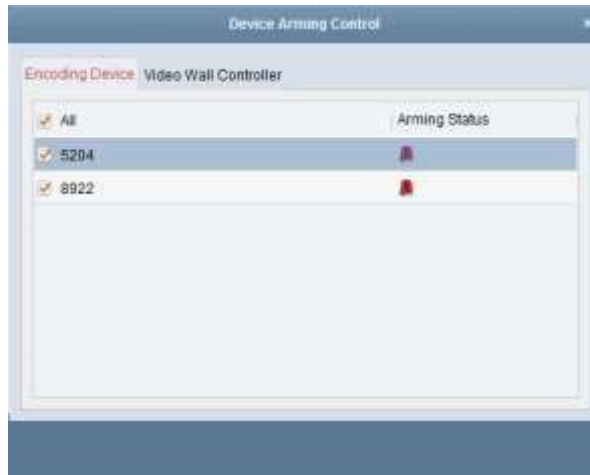 Device Arming Control
Encoding Device Video Wall Controller
All Arming Status
5204
8922